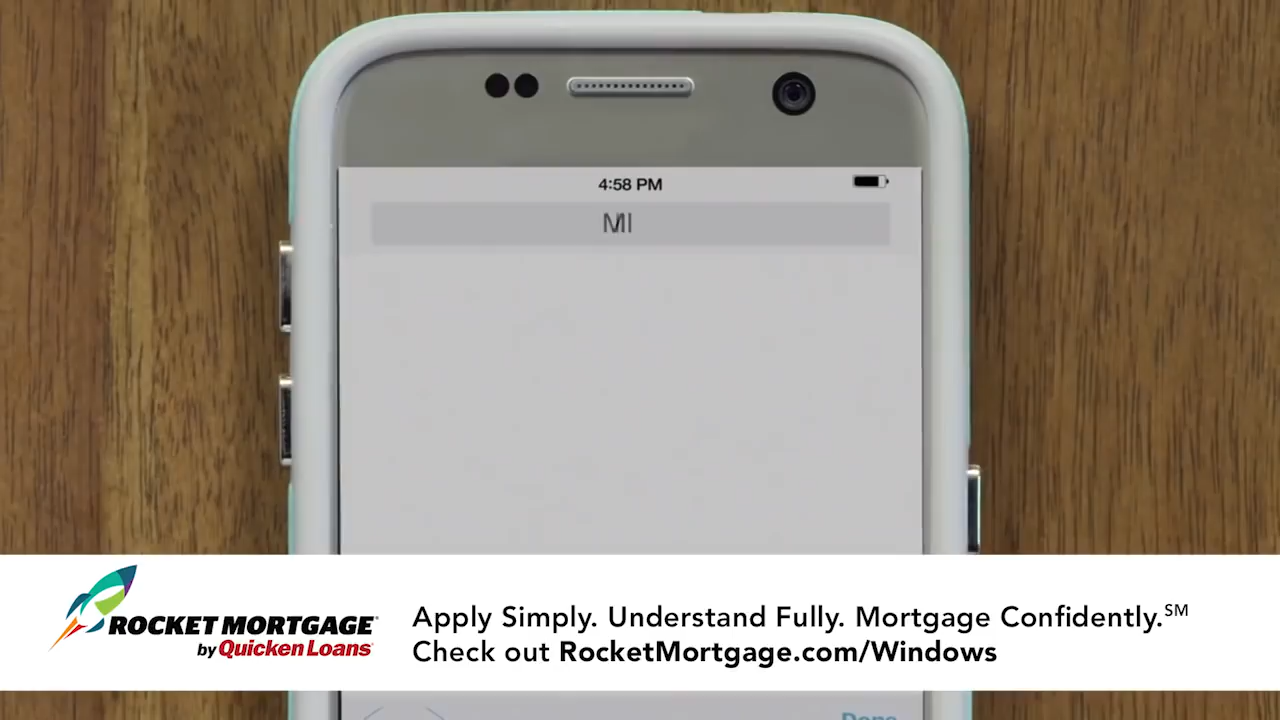 4:58 PM
MI
ROCKET MORTGAGE
by Quicken Loans
Apply Simply. Understand Fully. Mortgage Confidently.SM
Check out RocketMortgage.com/Windows
Done